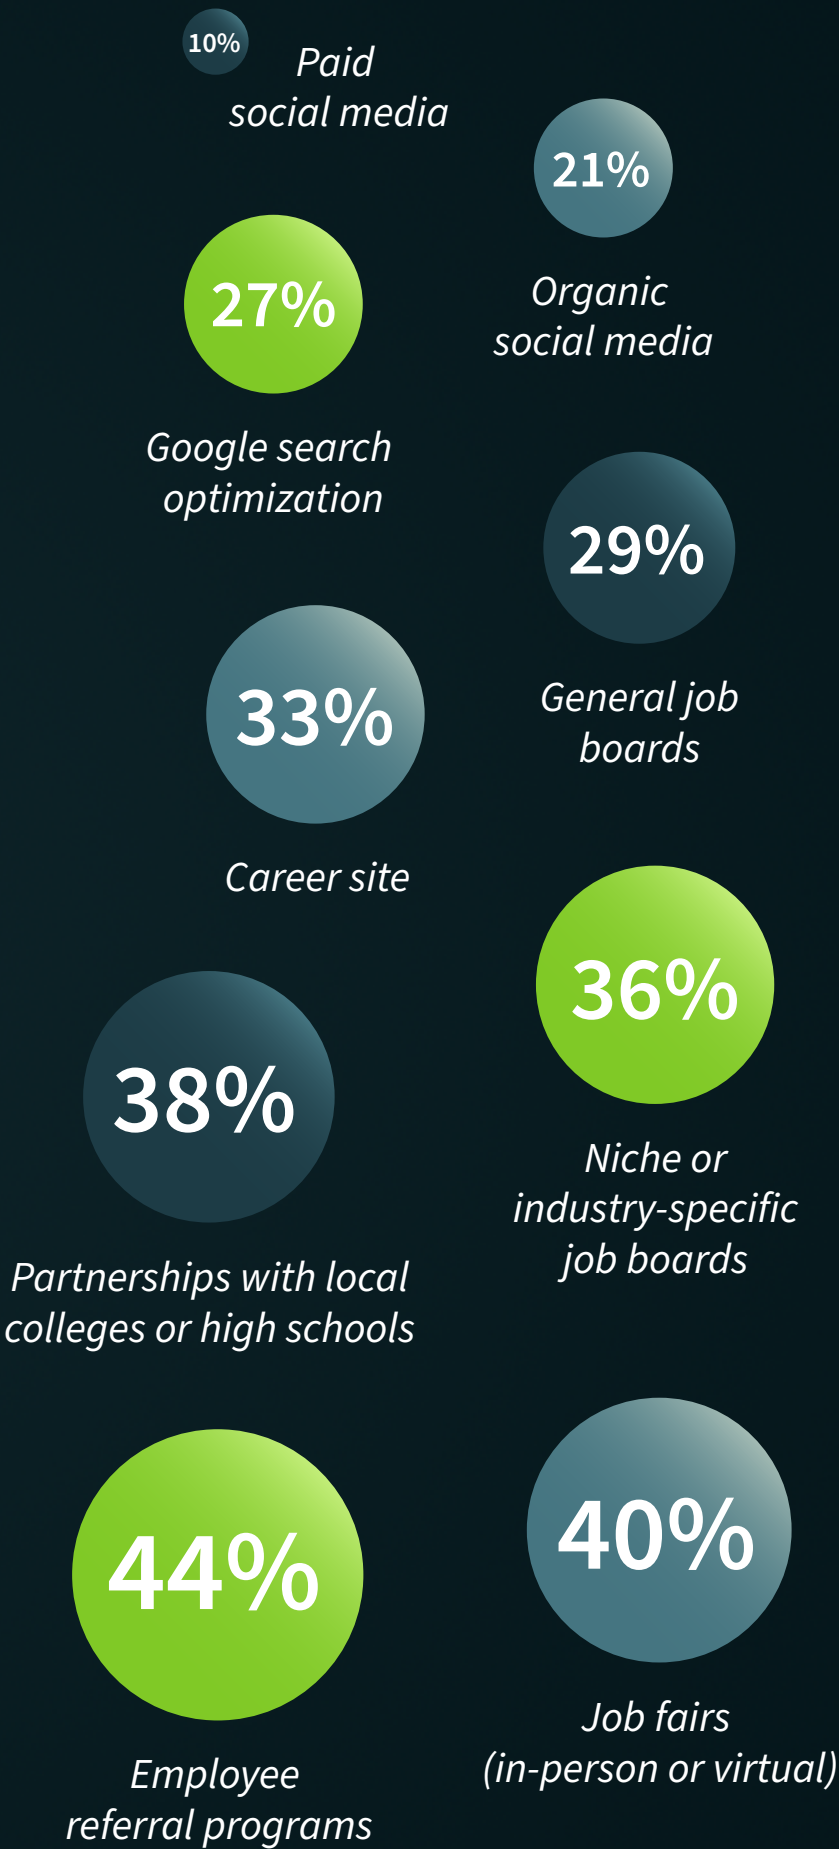 10%
Paid
social media
21%
Organic
social media
27%
Google search
optimization
29%
General job
boards
33%
Career site
36%
Niche or
industry-specific
job boards
38%
Partnerships with local
colleges or high schools
40%
Job fairs
(in-person or virtual)
44%
Employee
referral programs